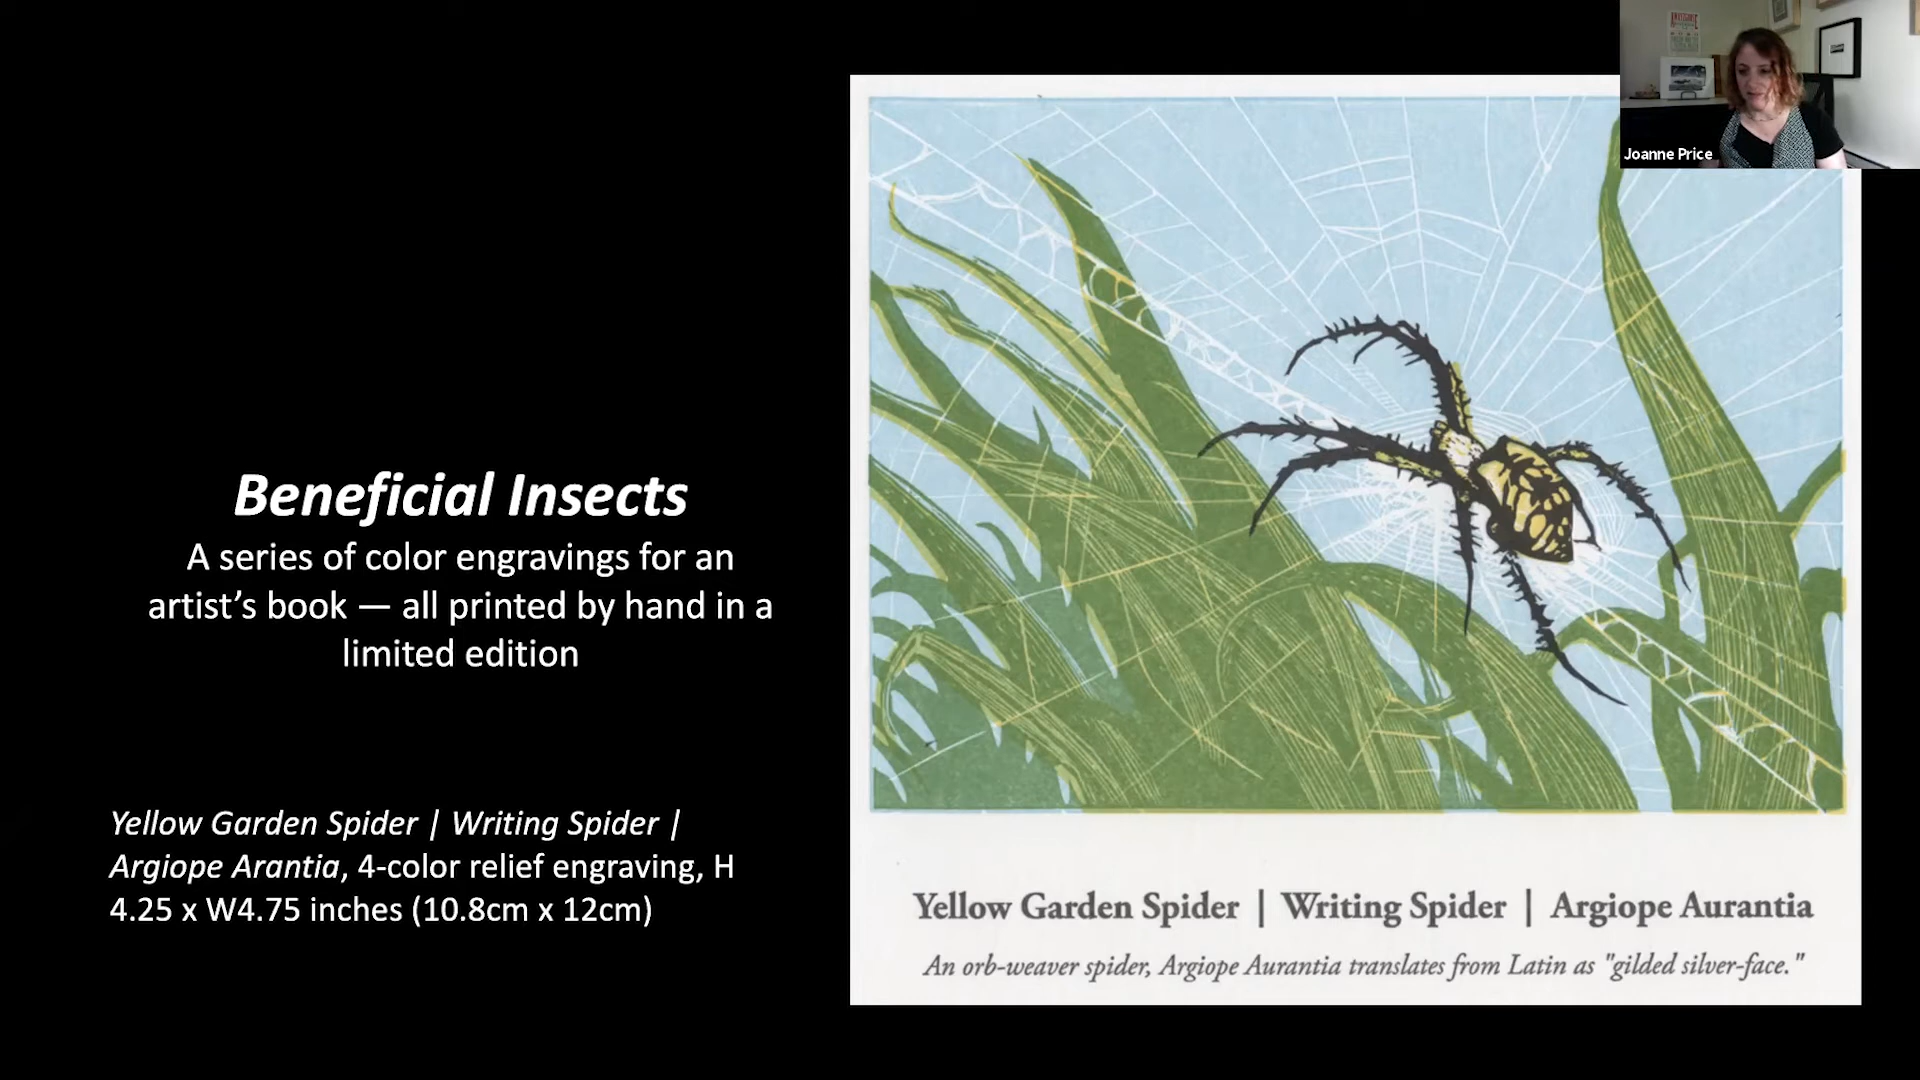 Joanne Price
Beneficial Insects
A series of color engravings for an
artist’s book — all printed by hand in a
limited edition
Yellow Garden Spider | Writing Spider |
Argiope Arantia, 4-color relief engraving, H
4.25 x W4.75 inches (10.8cm x 12cm)
Yellow Garden Spider | Writing Spider | Argiope Aurantia
An orb-weaver spider, Argiope Aurantia translates from Latin as "gilded silver-face."